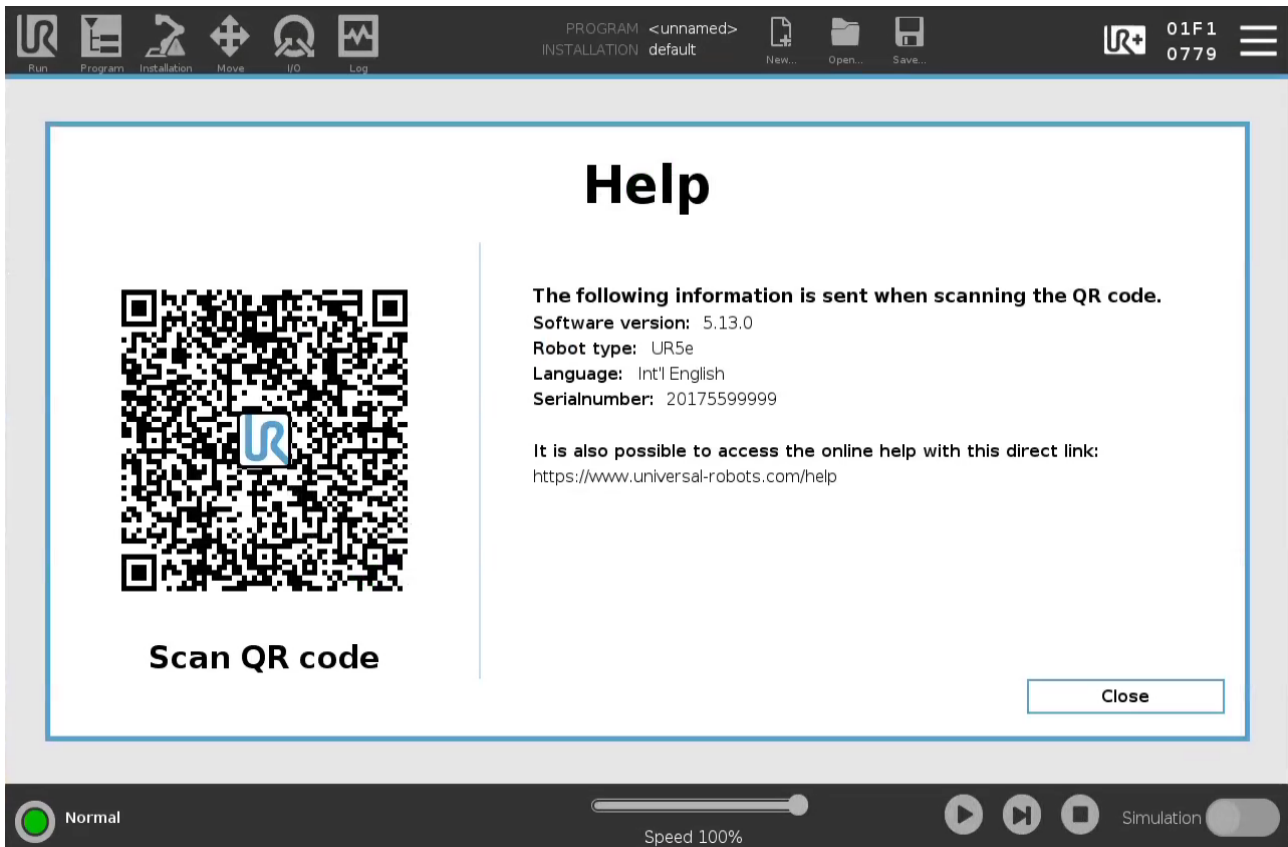 PROGRAM <unnamed>
INSTALLATION default
Run
Program
Installation
Move
I/O
Log
New...
Open...
Save...
UR+
01F1
0779
Help
The following information is sent when scanning the QR code.
Software version: 5.13.0
Robot type: UR5e
Language: Int'l English
Serialnumber: 20175599999
It is also possible to access the online help with this direct link:
https://www.universal-robots.com/help
UR
Scan QR code
Close
Normal
Speed 100%
Simulation